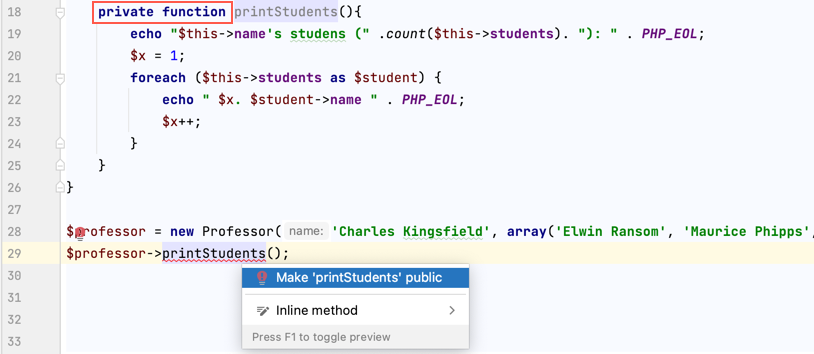 18 private function printStudents(){
19 echo "$this->name's studens (" .count($this->students). "): " . PHP_EOL;
20 $x = 1;
21 foreach ($this->students as $student) {
22 echo " $x. $student->name " . PHP_EOL;
23 $x++;
24 }
25 }
26 }
27
28 $professor = new Professor( name: 'Charles Kingsfield', array('Elwin Ransom', 'Maurice Phipps',
29 $professor->printStudents();
30
Make 'printStudents' public
31
Inline method
32
Press F1 to toggle preview
33